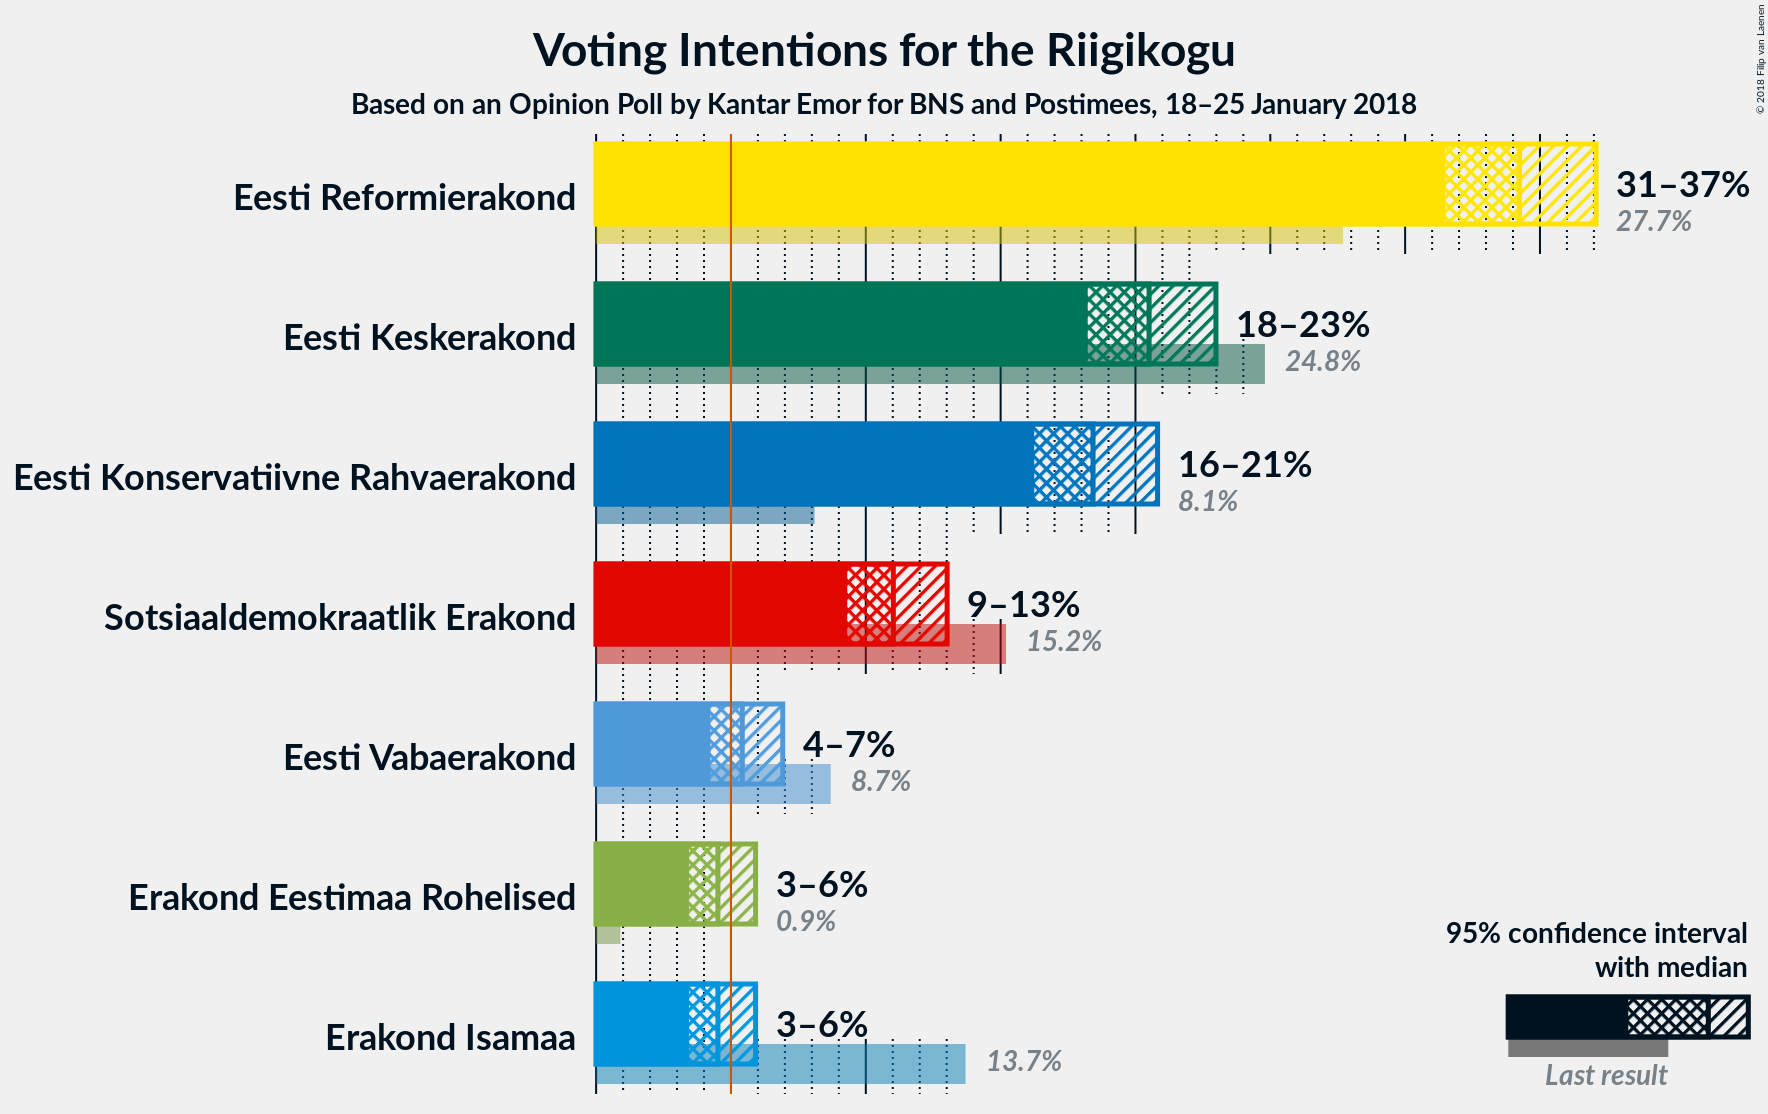 Voting Intentions for the Riigikogu
Based on an Opinion Poll by Kantar Emor for BNS and Postimees, 18–25 January 2018
© 2018 Filip van Laenen
Eesti Reformierakond
31–37%
27.7%
Eesti Keskerakond
18–23%
24.8%
Eesti Konservatiivne Rahvaerakond
16–21%
8.1%
Sotsiaaldemokraatlik Erakond
9–13%
15.2%
Eesti Vabaerakond
4–7%
8.7%
Erakond Eestimaa Rohelised
3–6%
0.9%
Erakond Isamaa
3–6%
13.7%
95% confidence interval
with median
Last result